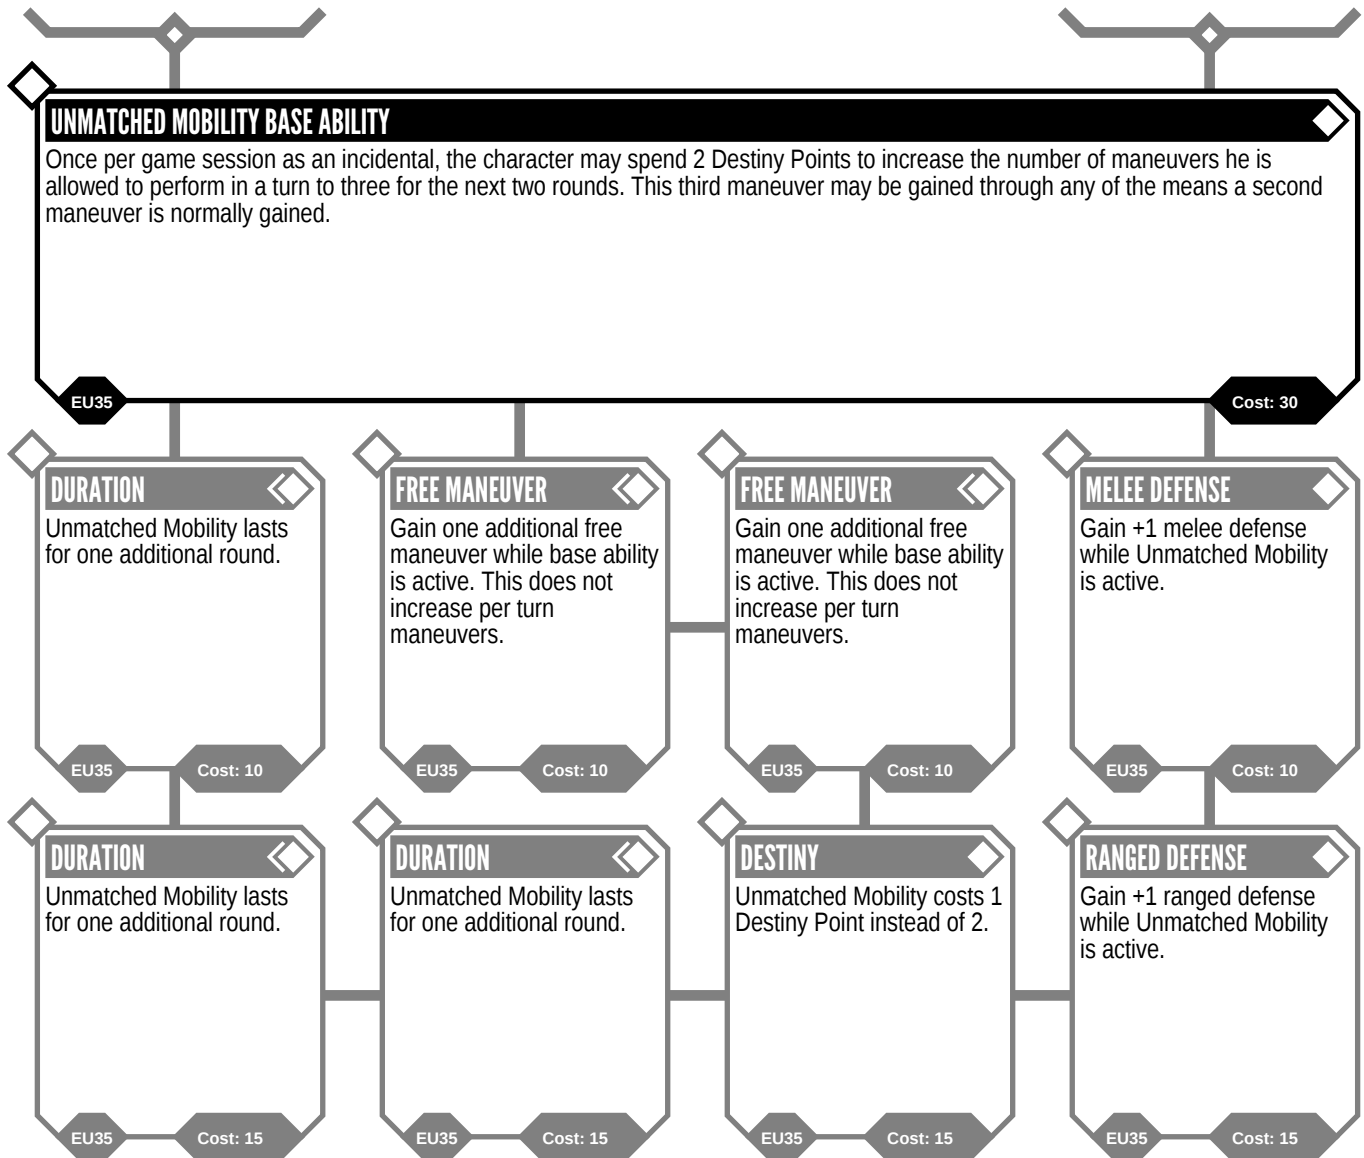 UNMATCHED MOBILITY BASE ABILITY
Once per game session as an incidental, the character may spend 2 Destiny Points to increase the number of maneuvers he is
allowed to perform in a turn to three for the next two rounds. This third maneuver may be gained through any of the means a second
maneuver is normally gained.
EU35
Cost: 30
DURATION
Unmatched Mobility lasts
for one additional round.
EU35
Cost: 10
FREE MANEUVER
Gain one additional free
maneuver while base ability
is active. This does not
increase per turn
maneuvers.
EU35
Cost: 10
FREE MANEUVER
Gain one additional free
maneuver while base ability
is active. This does not
increase per turn
maneuvers.
EU35
Cost: 10
MELEE DEFENSE
Gain +1 melee defense
while Unmatched Mobility
is active.
EU35
Cost: 10
DURATION
Unmatched Mobility lasts
for one additional round.
EU35
Cost: 15
DURATION
Unmatched Mobility lasts
for one additional round.
EU35
Cost: 15
DESTINY
Unmatched Mobility costs 1
Destiny Point instead of 2.
EU35
Cost: 15
RANGED DEFENSE
Gain +1 ranged defense
while Unmatched Mobility
is active.
EU35
Cost: 15